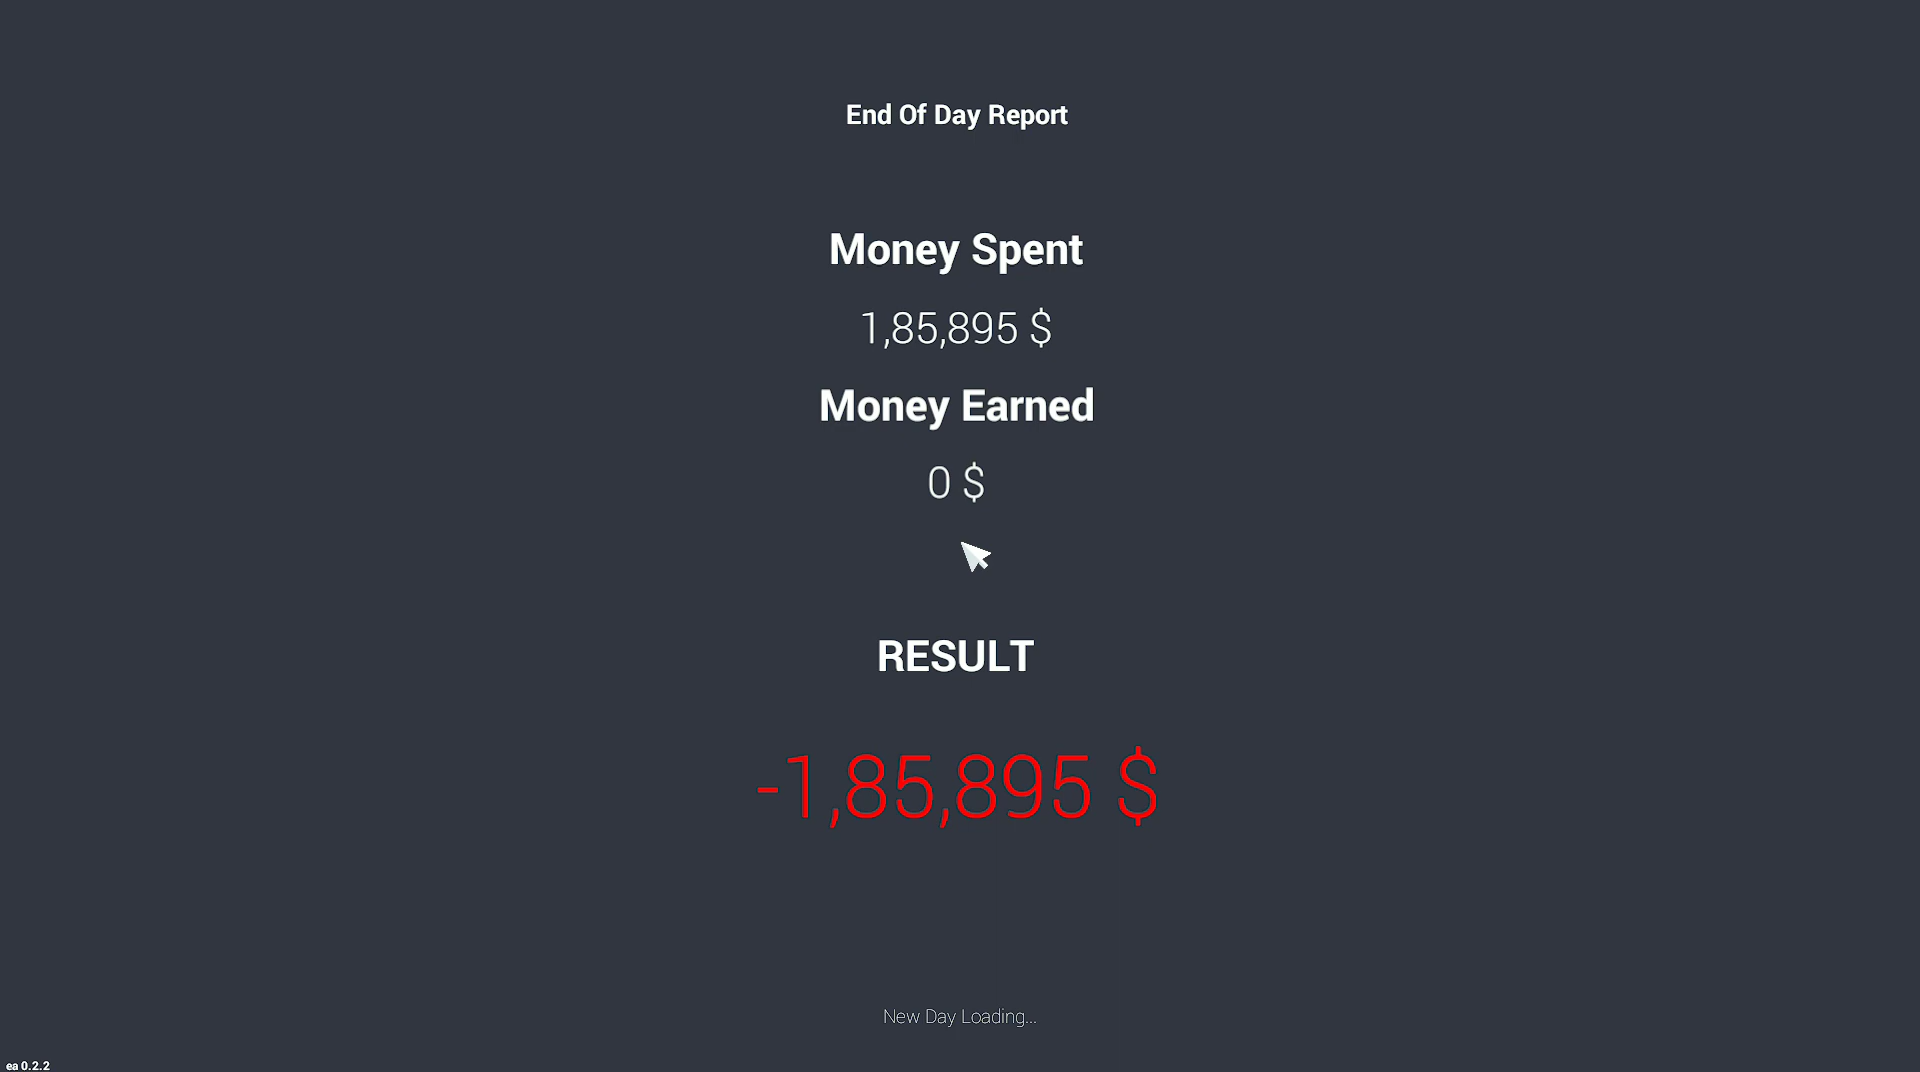 End Of Day Report
Money Spent
1,85,895 $
Money Earned
0 $
RESULT
-1,85,895 $
New Day Loading...
ea 0.2.2